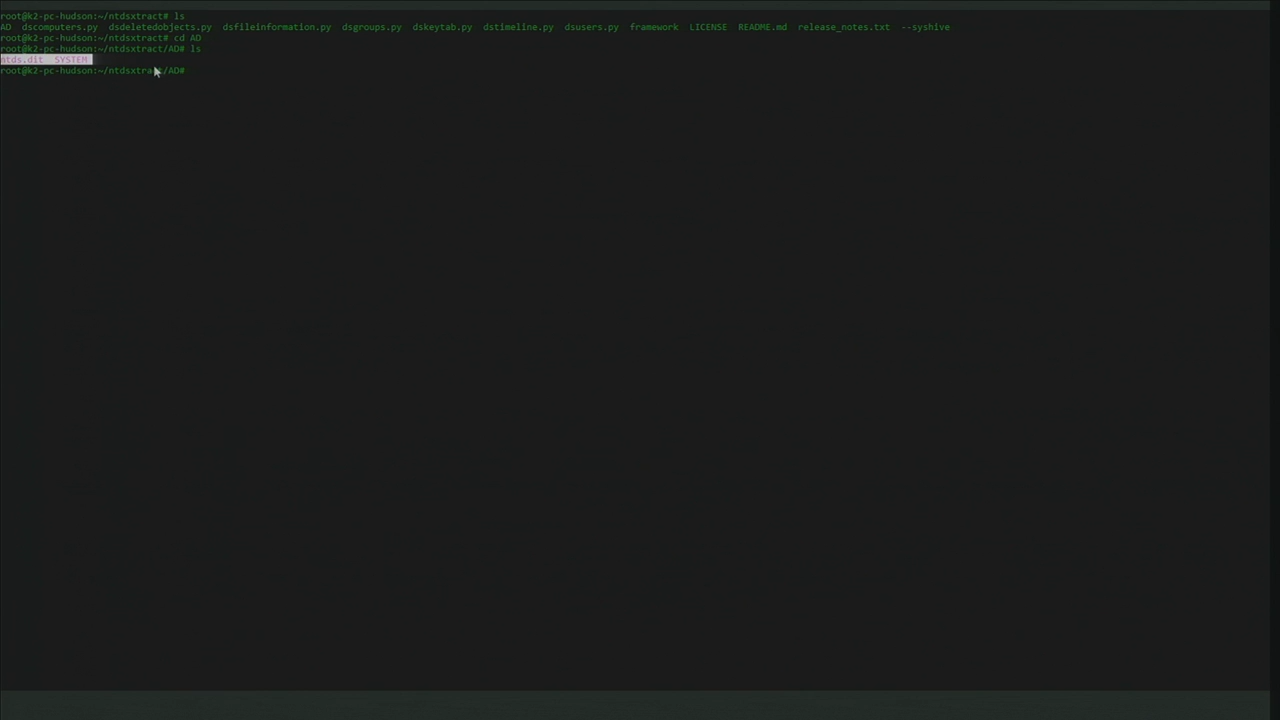 root@k2-pc-hudson:~/ntdsxtract# ls
AD  dscomputers.py  dsdeletedobjects.py  dsfileinformation.py  dsgroups.py  dskeytab.py  dstimeline.py  dsusers.py  framework  LICENSE  README.md  release_notes.txt  --syshive
root@k2-pc-hudson:~/ntdsxtract# cd AD
root@k2-pc-hudson:~/ntdsxtract/AD# ls
ntds.dit  SYSTEM
root@k2-pc-hudson:~/ntdsxtract/AD#